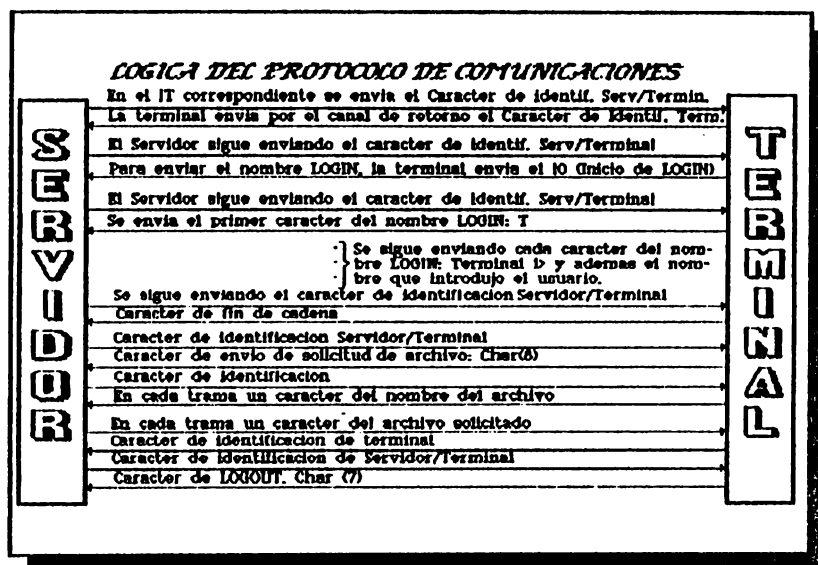 LOGICA DEL PROTOCOLO DE COMUNICACIONES
En el IT correspondiente se envia el Caracter de identif. Serv/Termin.
La terminal envia por el canal de retorno el Caracter de Identif. Term.
El Servidor sigue enviando el caracter de identif. Serv/Terminal
Para enviar el nombre LOGIN, la terminal envia el 10 (Inicio de LOGIN)
El Servidor sigue enviando el caracter de identif. Serv/Terminal
Se envia el primer caracter del nombre LOGIN: T
Se sigue enviando cada caracter del nom-
bre LOGIN: Terminal i> y ademas el nom-
bre que introdujo el usuario.
Se sigue enviando el caracter de identificacion Servidor/Terminal
Caracter de fin de cadena
Caracter de identificacion Servidor/Terminal
Caracter de envio de solicitud de archivo: Char(8)
Caracter de identificacion
En cada trama un caracter del nombre del archivo
En cada trama un caracter del archivo solicitado
Caracter de identificacion de terminal
Caracter de identificacion de Servidor/Terminal
Caracter de LOGOUT. Char (7)
SERVIDOR
TERMINAL